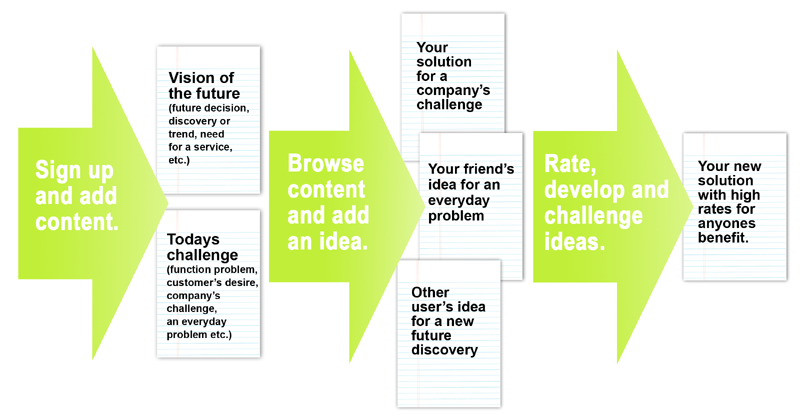 Sign up
and add
content.
Vision of
the future
(future decision,
discovery or
trend, need
for a service,
etc.)
Todays
challenge
(function problem,
customer's desire,
company's
challenge,
an everyday
problem etc.)
Browse
content
and add
an idea.
Your
solution
for a
company's
challenge
Your friend's
idea for an
everyday
problem
Other
user's idea
for a new
future
discovery
Rate,
develop and
challenge
ideas.
Your new
solution
with high
rates for
anyones
benefit.